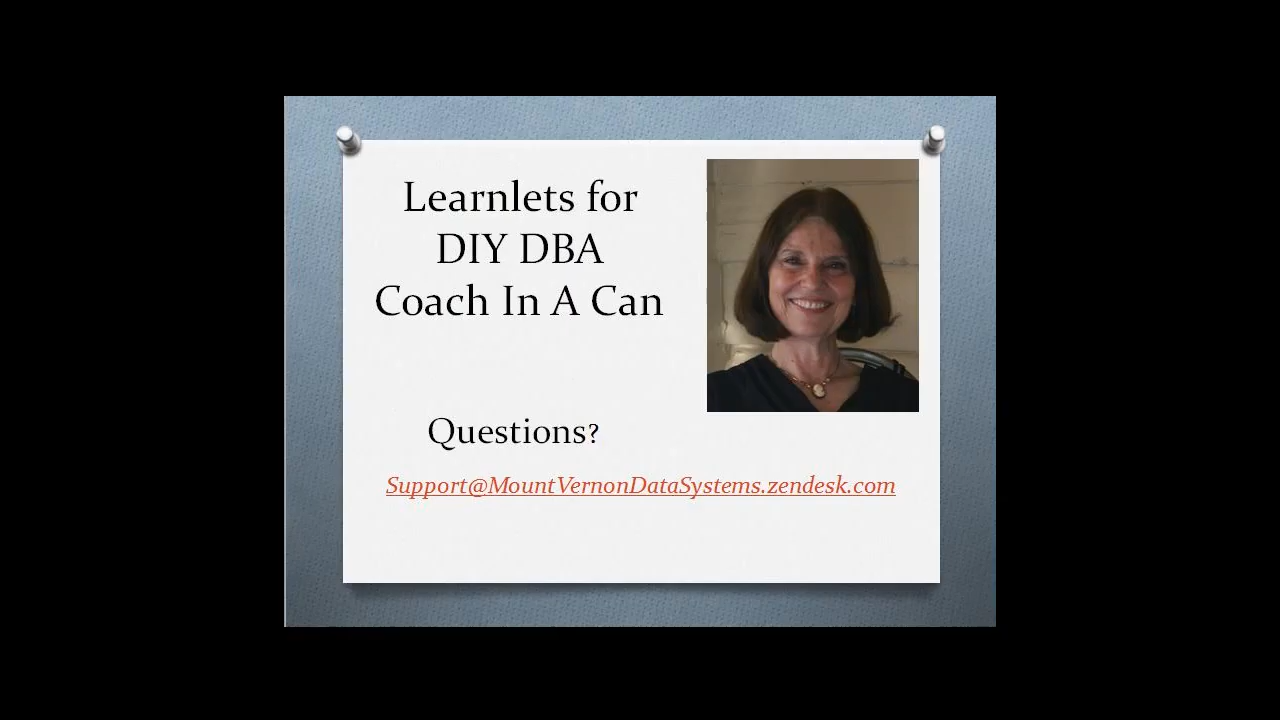 Learnlets for
DIY DBA
Coach In A Can
Questions?
Support@MountVernonDataSystems.zendesk.com